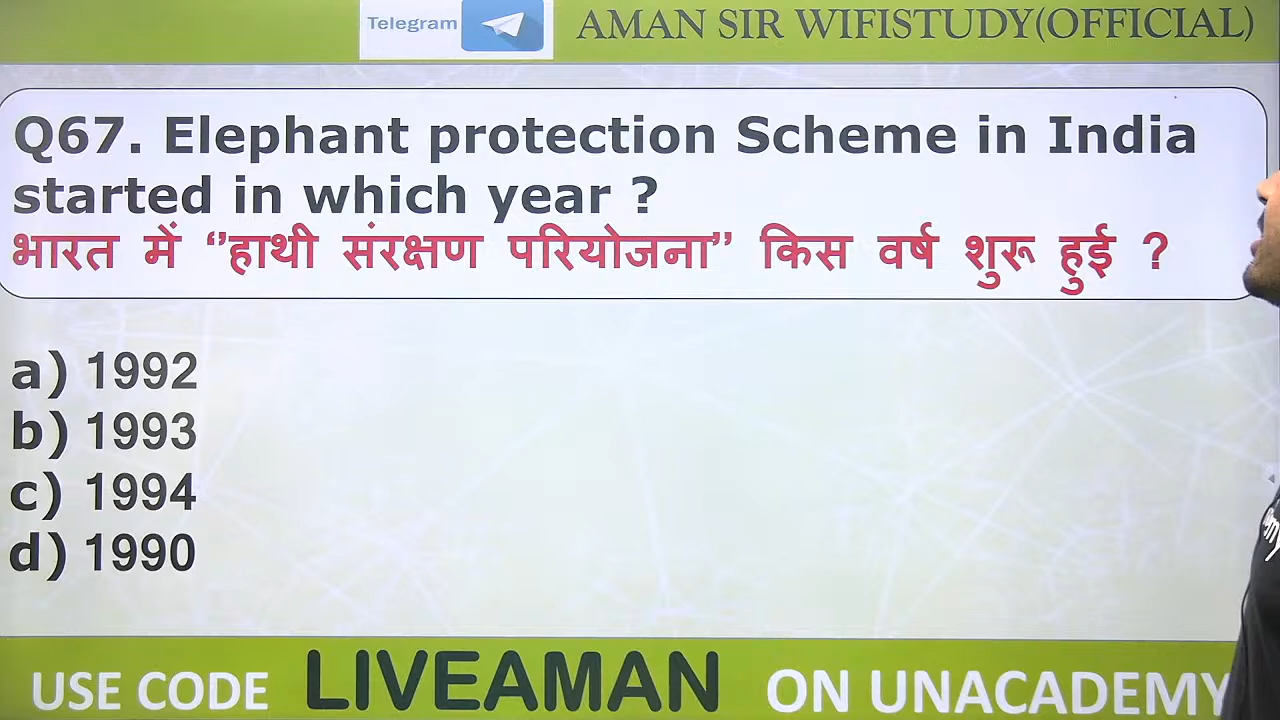 Telegram
AMAN SIR WIFISTUDY(OFFICIAL)
Q67. Elephant protection Scheme in India
started in which year ?
भारत में ‘’हाथी संरक्षण परियोजना’’ किस वर्ष शुरू हुई ?
a) 1992
b) 1993
c) 1994
d) 1990
USE CODE LIVEAMAN ON UNACADEMY